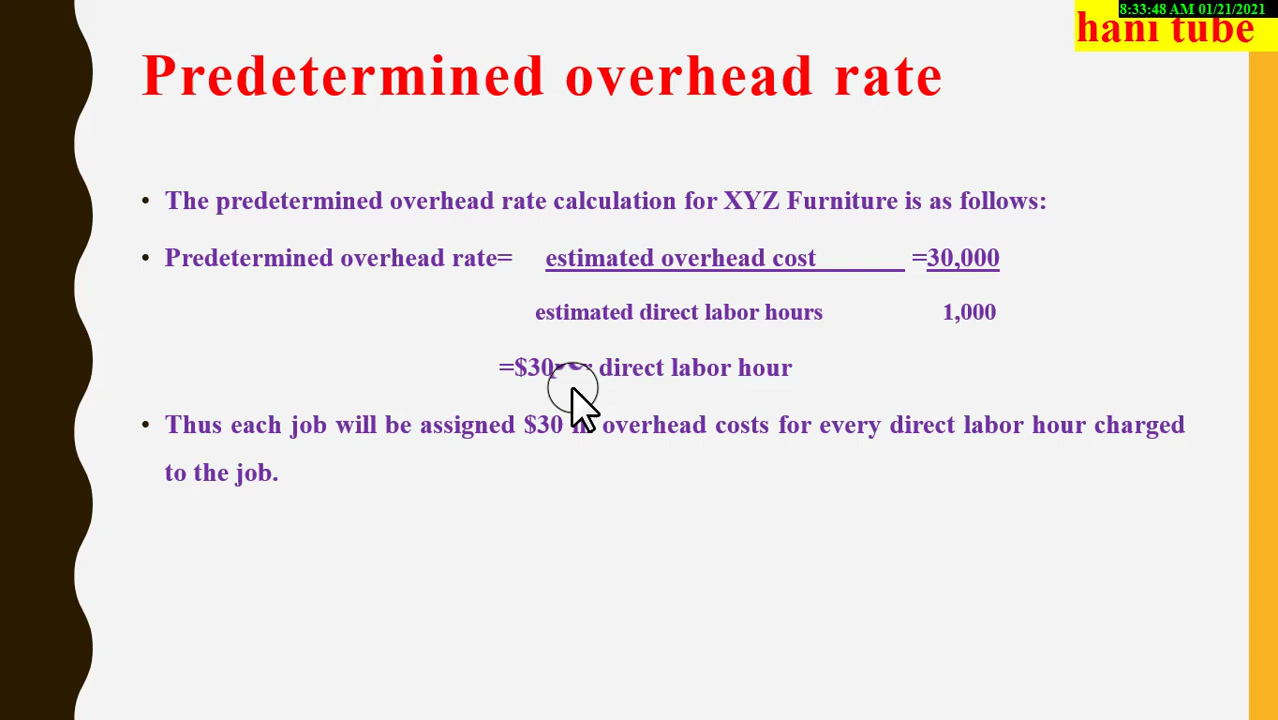 8:33:48 AM 01/21/2021
hani tube
Predetermined overhead rate
• The predetermined overhead rate calculation for XYZ Furniture is as follows:
• Predetermined overhead rate= estimated overhead cost =30,000
estimated direct labor hours 1,000
=$30 direct labor hour
• Thus each job will be assigned $30 overhead costs for every direct labor hour charged
to the job.